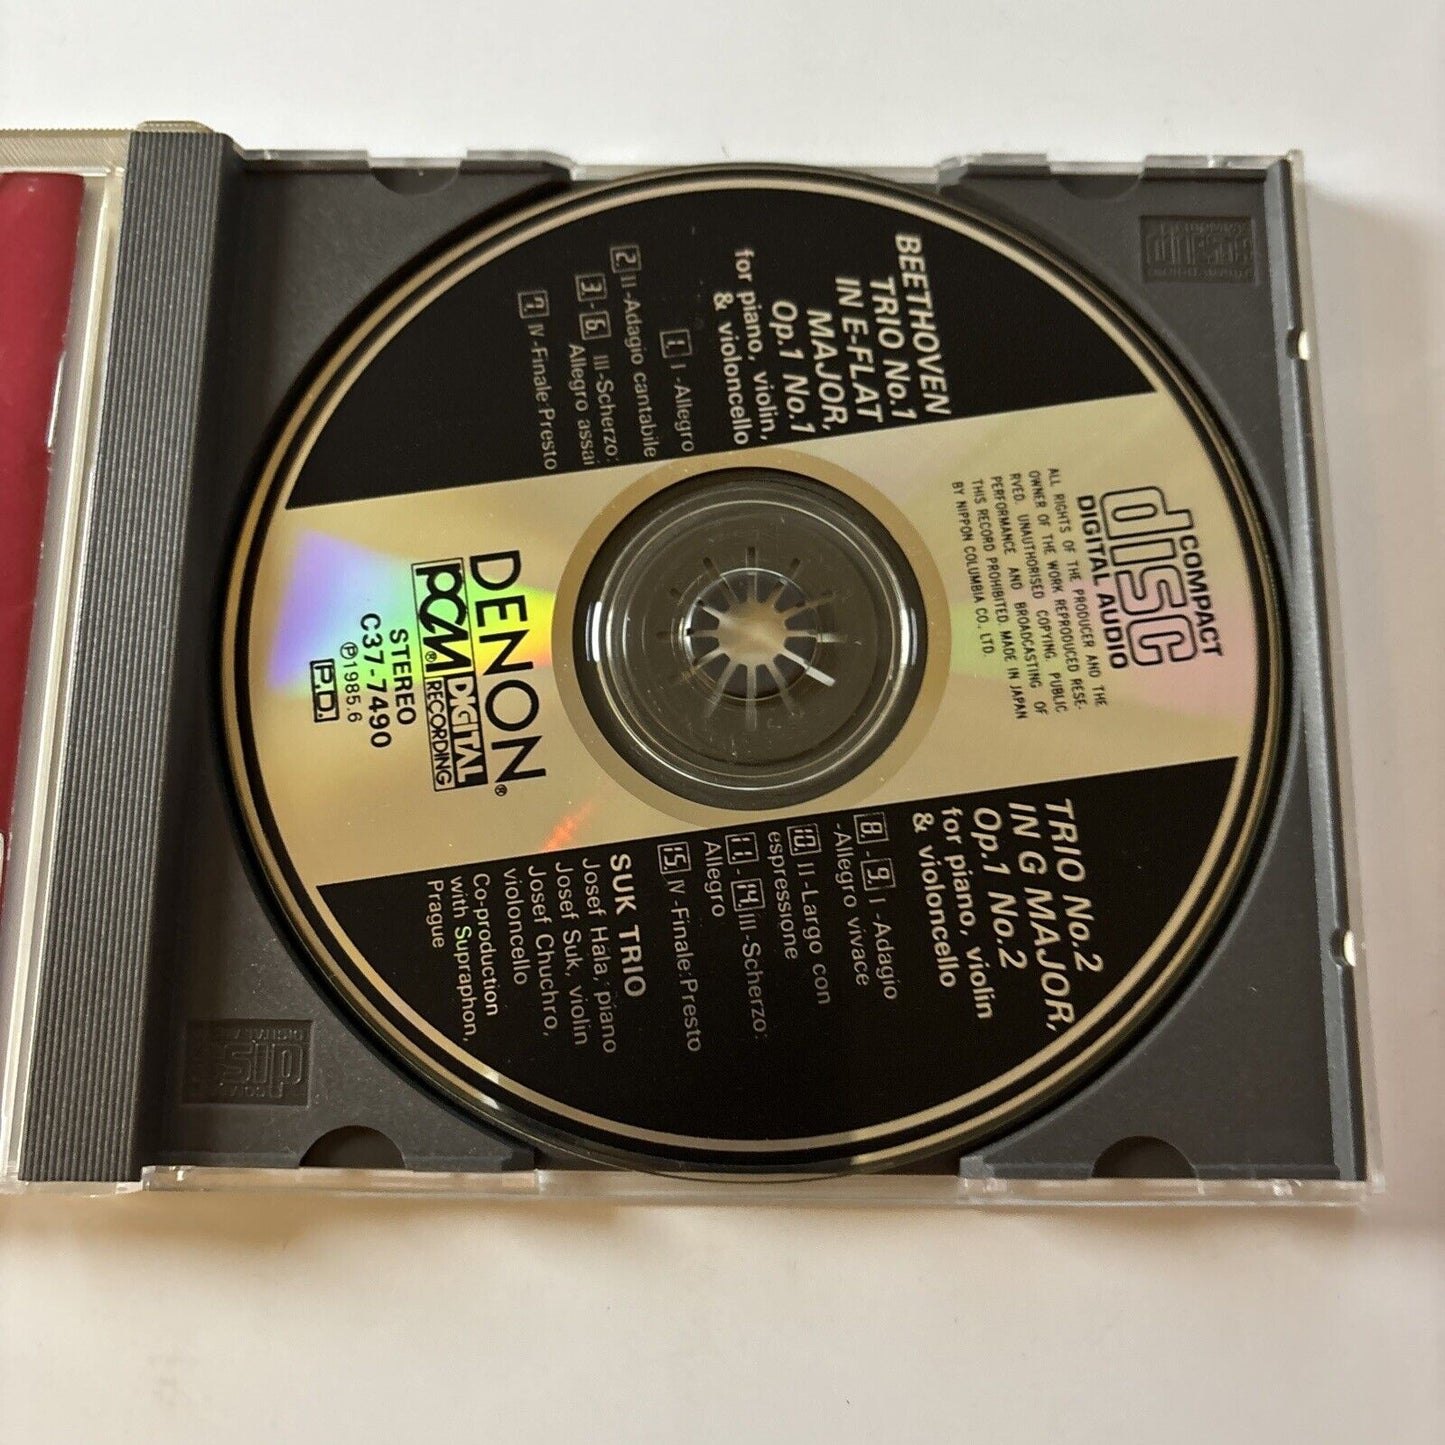 COMPACT
disc
DIGITAL AUDIO
ALL RIGHTS OF THE PRODUCER AND THE
OWNER OF THE WORK REPRODUCED RESE-
RVED. UNAUTHORISED COPYING. PUBLIC
PERFORMANCE AND BROADCASTING OF
THIS RECORD PROHIBITED. MADE IN JAPAN
BY NIPPON COLUMBIA CO., LTD.
BEETHOVEN
TRIO No.1
IN E-FLAT
MAJOR,
Op.1 No.1
for piano, violin,
& violoncello
1. I-Allegro
2. II-Adagio cantabile
3.-6. III-Scherzo:
Allegro assai
7. IV-Finale:Presto
TRIO No.2
IN G MAJOR,
Op.1 No.2
for piano, violin
& violoncello
8.-9. I-Adagio
-Allegro vivace
10. II-Largo con
espressione
11.-14. III-Scherzo:
Allegro
15. IV-Finale:Presto
SUK TRIO
Josef Hála, piano
Josef Suk, violin
Josef Chuchro,
violoncello
Co-production
with Supraphon,
Prague
DENON®
PCM® DIGITAL
RECORDING
STEREO
C37-7490
℗1985.6
P.D.